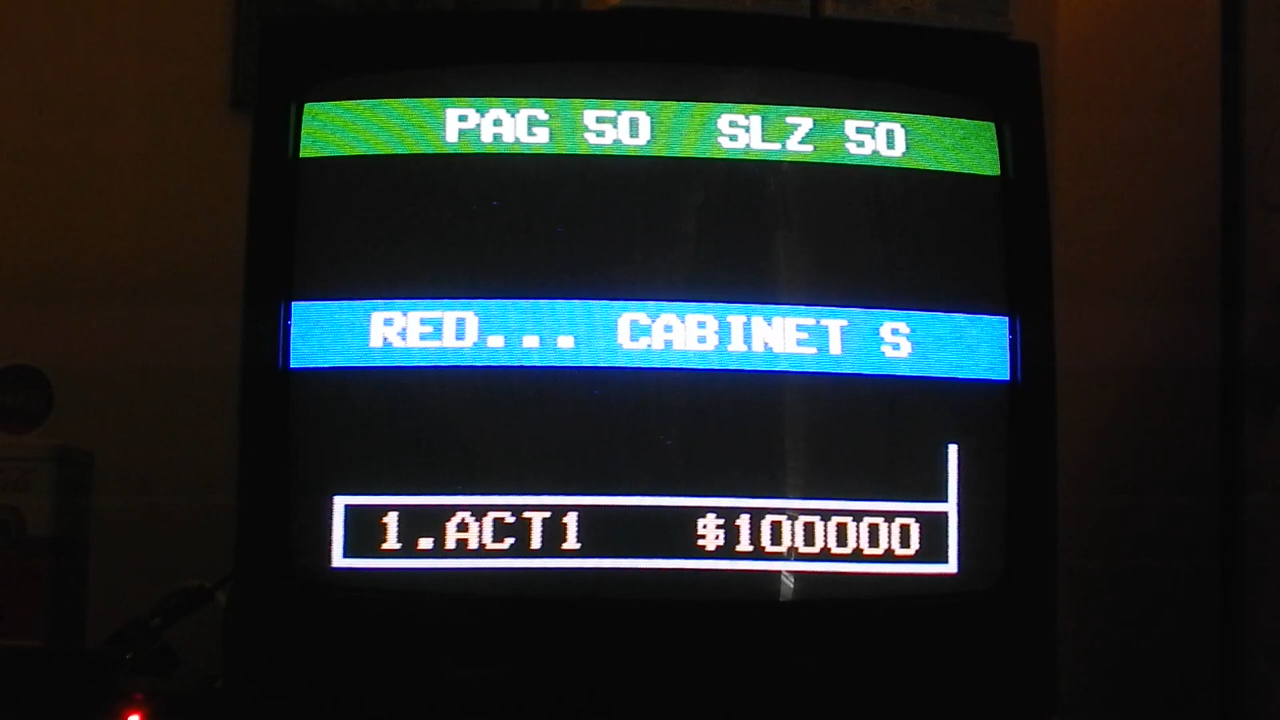 PAG 50 SLZ 50
RED... CABINET S
1.ACT1 $100000